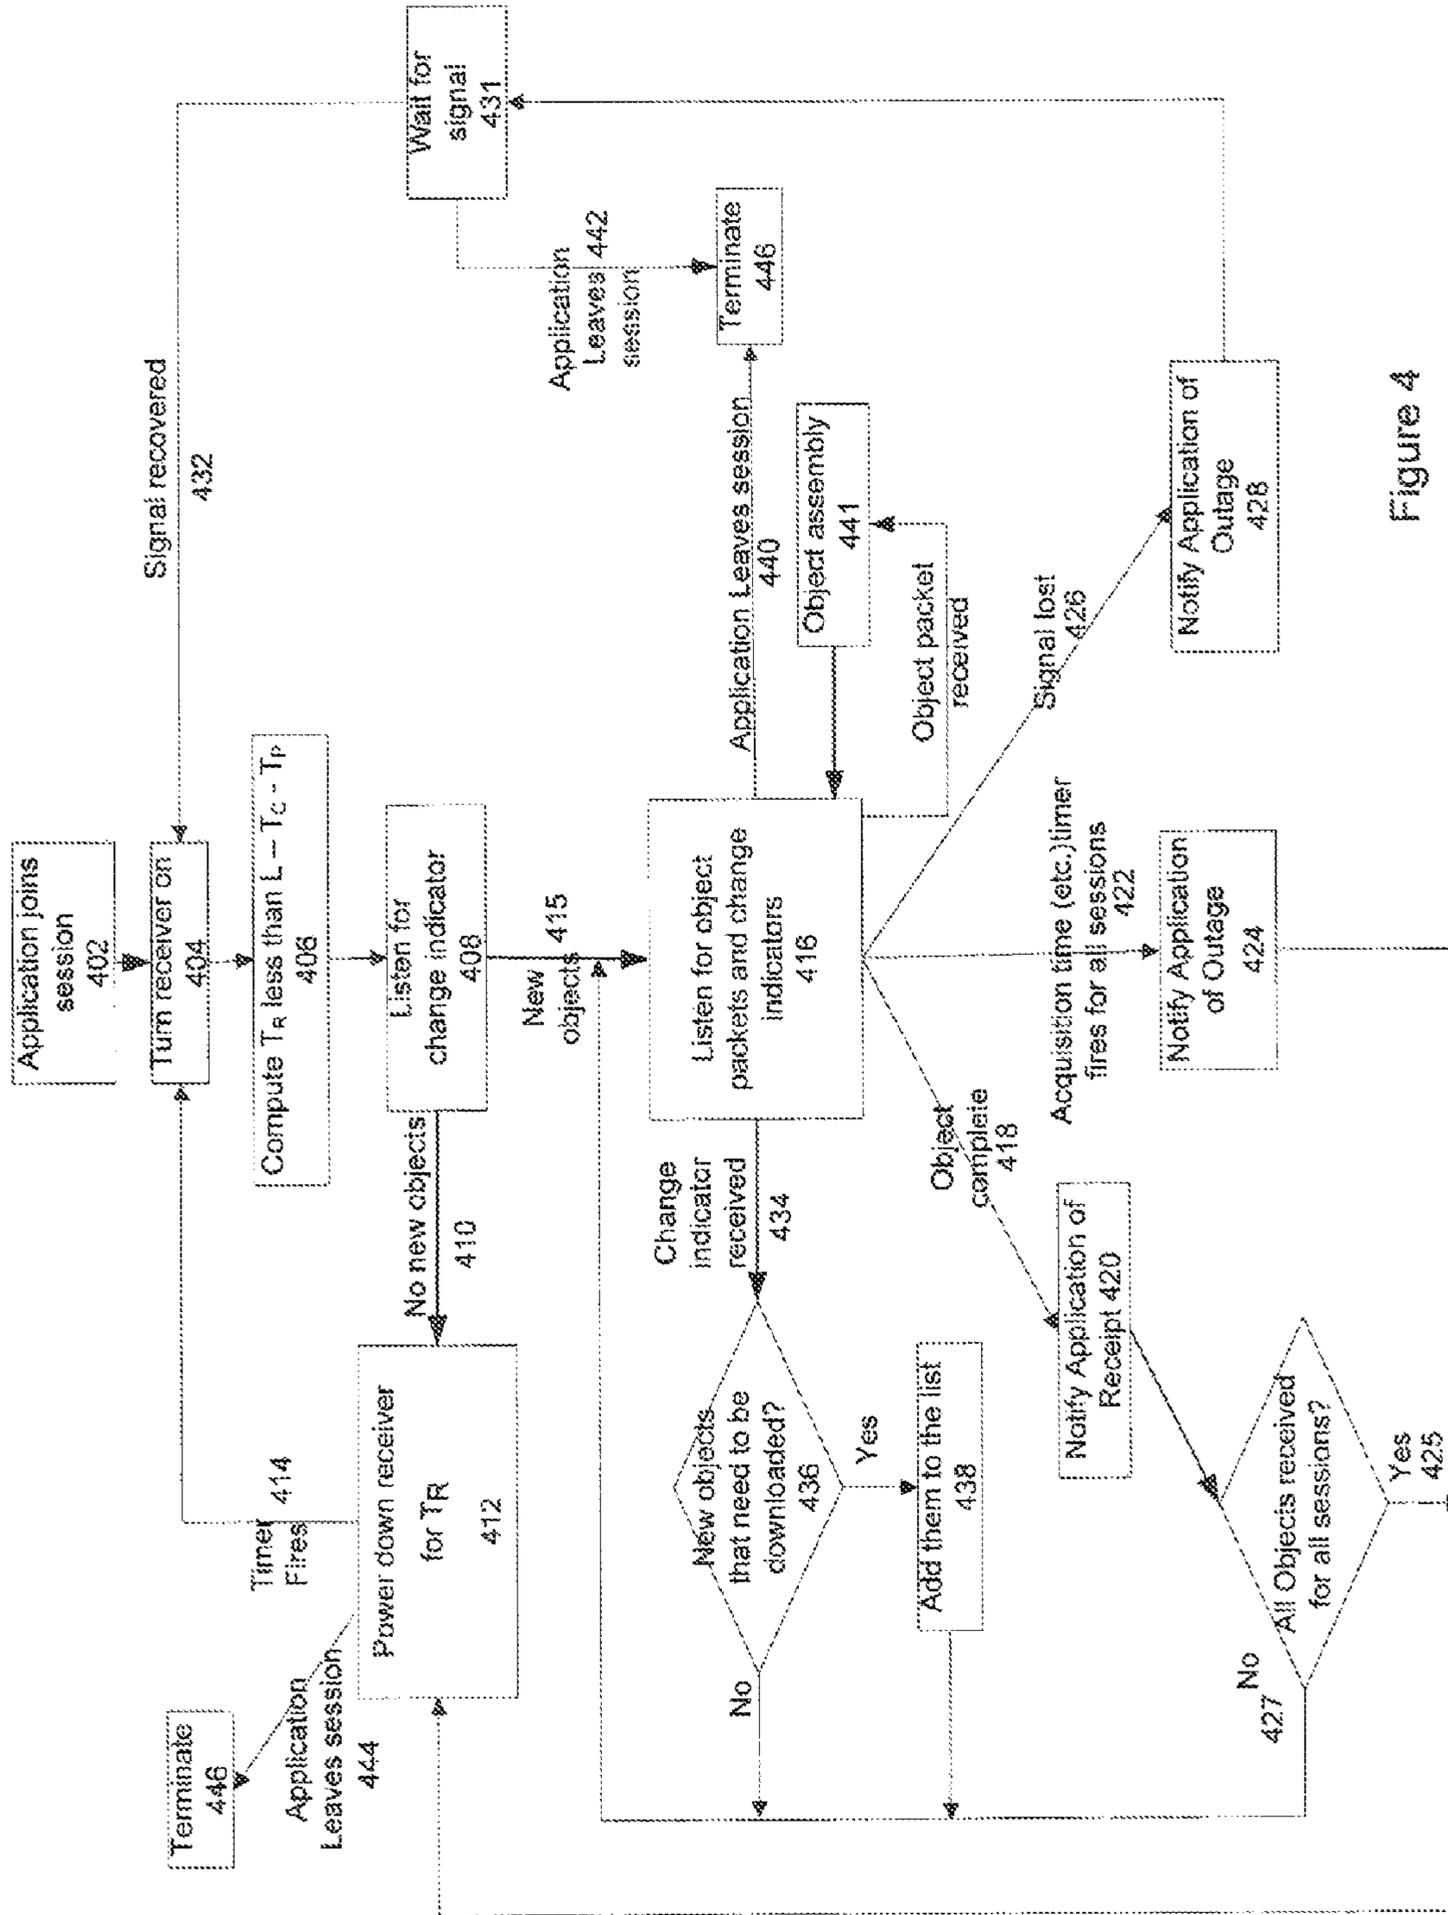 Application joins
session
402
Turn receiver on
404
Signal recovered
432
Compute TR less than L – TC - TP
406
Listen for
change indicator
408
Wait for
signal
431
No new objects
410
New
objects
415
Timer
Fires
414
Power down receiver
for TR
412
Terminate
446
Application
Leaves session
444
Application
Leaves 442
session
Terminate
446
Application Leaves session
440
Listen for object
packets and change
indicators
416
Object assembly
441
Object packet
received
Change
indicator
received
434
New objects
that need to be
downloaded?
436
No
Yes
Add them to the list
438
Object
complete
418
Acquisition time (etc.)timer
fires for all sessions
422
Signal lost
426
Notify Application of
Receipt 420
Notify Application
of Outage
424
Notify Application of
Outage
428
All Objects received
for all sessions?
No
427
Yes
425
Figure 4